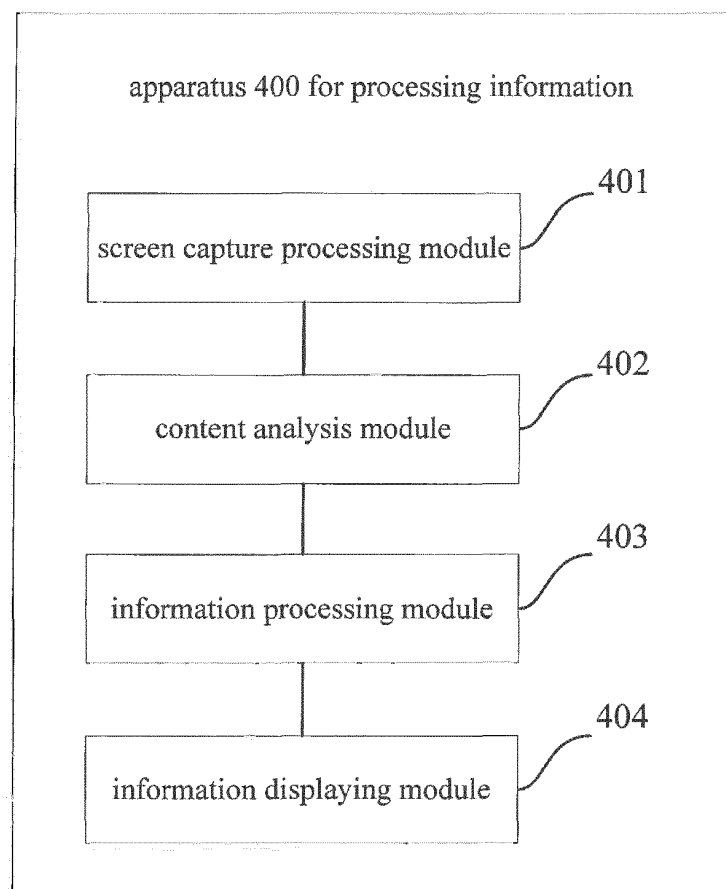 apparatus 400 for processing information
401
screen capture processing module
402
content analysis module
403
information processing module
404
information displaying module